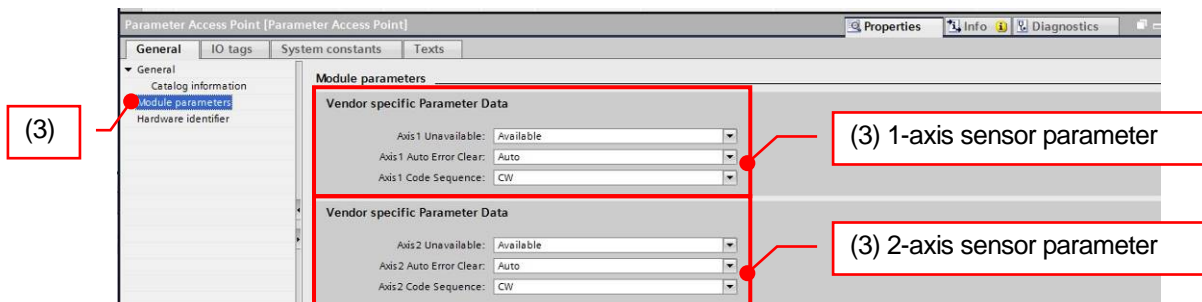 Parameter Access Point [Parameter Access Point]
Properties
Info
Diagnostics
General
IO tags
System constants
Texts
General
Catalog information
Module parameters
Hardware identifier
(3)
Module parameters
Vendor specific Parameter Data
Axis1 Unavailable: Available
Axis1 Auto Error Clear: Auto
Axis1 Code Sequence: CW
(3) 1-axis sensor parameter
Vendor specific Parameter Data
Axis2 Unavailable: Available
Axis2 Auto Error Clear: Auto
Axis2 Code Sequence: CW
(3) 2-axis sensor parameter